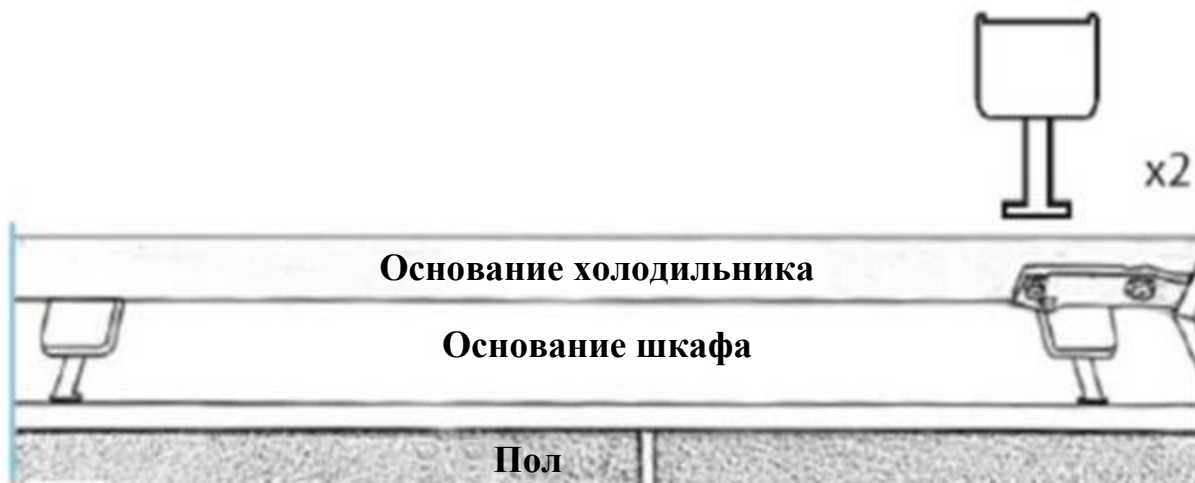 x2
Основание холодильника
Основание шкафа
Пол